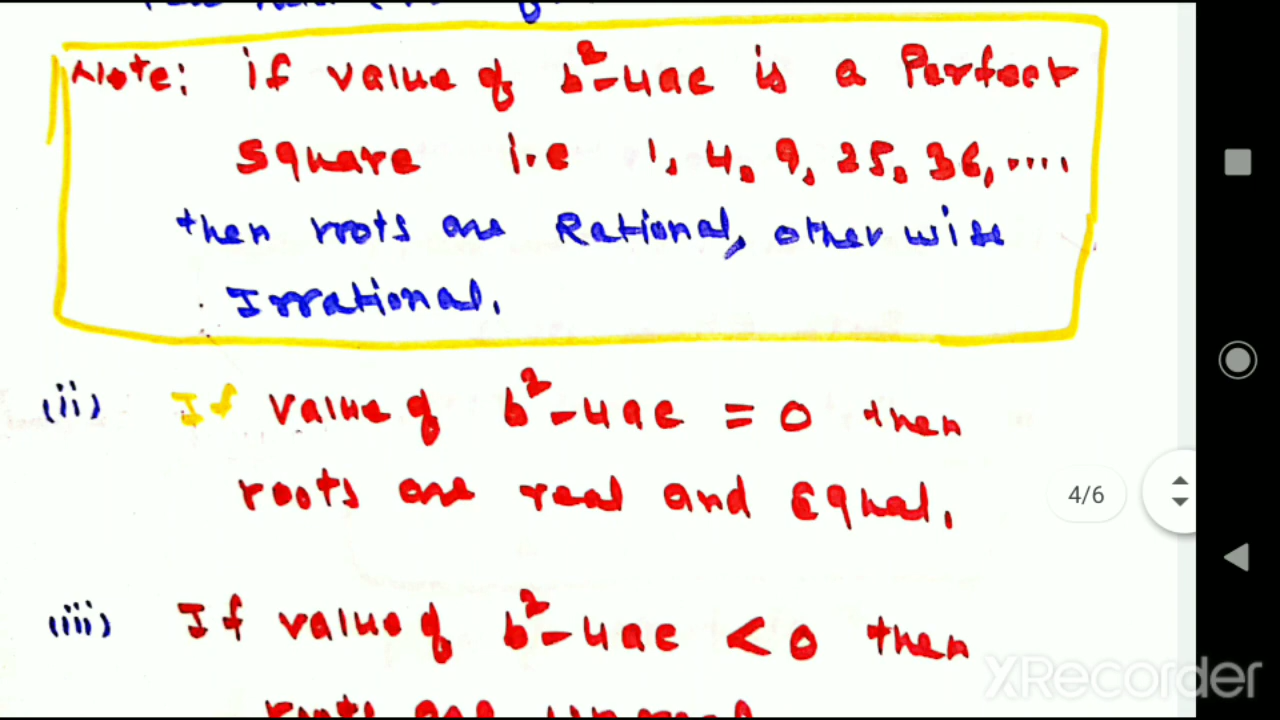 Note: if value of b²-4ac is a Perfect
square i.e 1, 4, 9, 25, 36, ....
then roots are Rational, otherwise
Irrational.
(ii) If value of b²-4ac = 0 then
roots are real and Equal.
4/6
(iii) If value of b²-4ac < 0 then
roots are
XRecorder